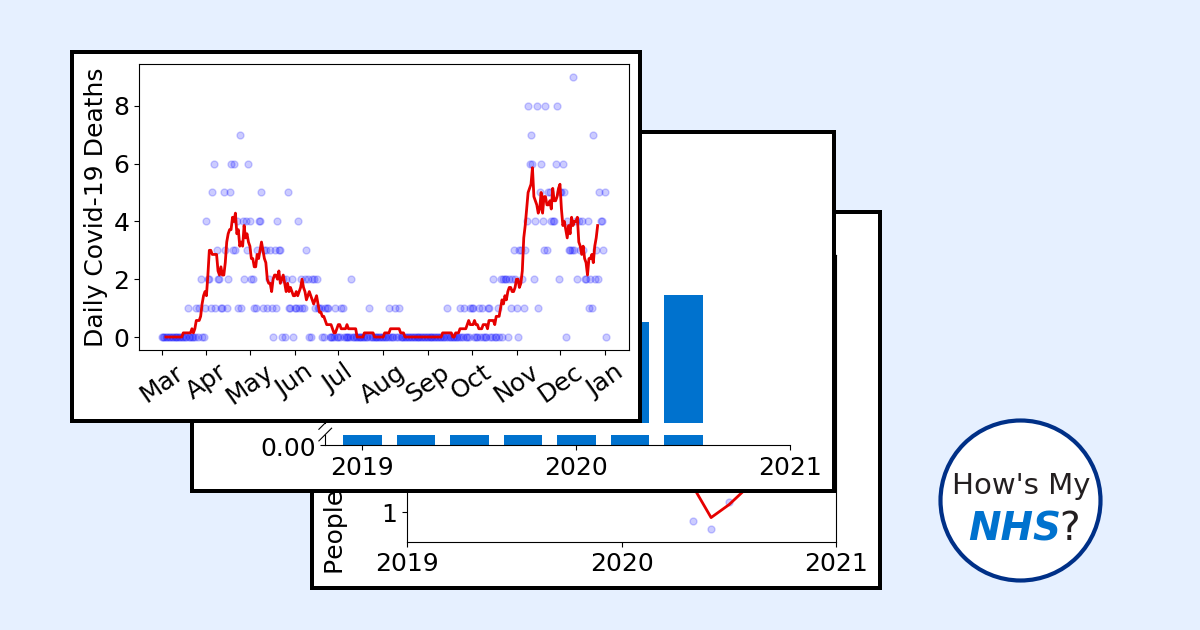 Daily Covid-19 Deaths
8
6
4
2
0
Mar Apr May Jun Jul Aug Sep Oct Nov Dec Jan
0.00
2019 2020 2021
People
1
2019 2020 2021
How's My
NHS?